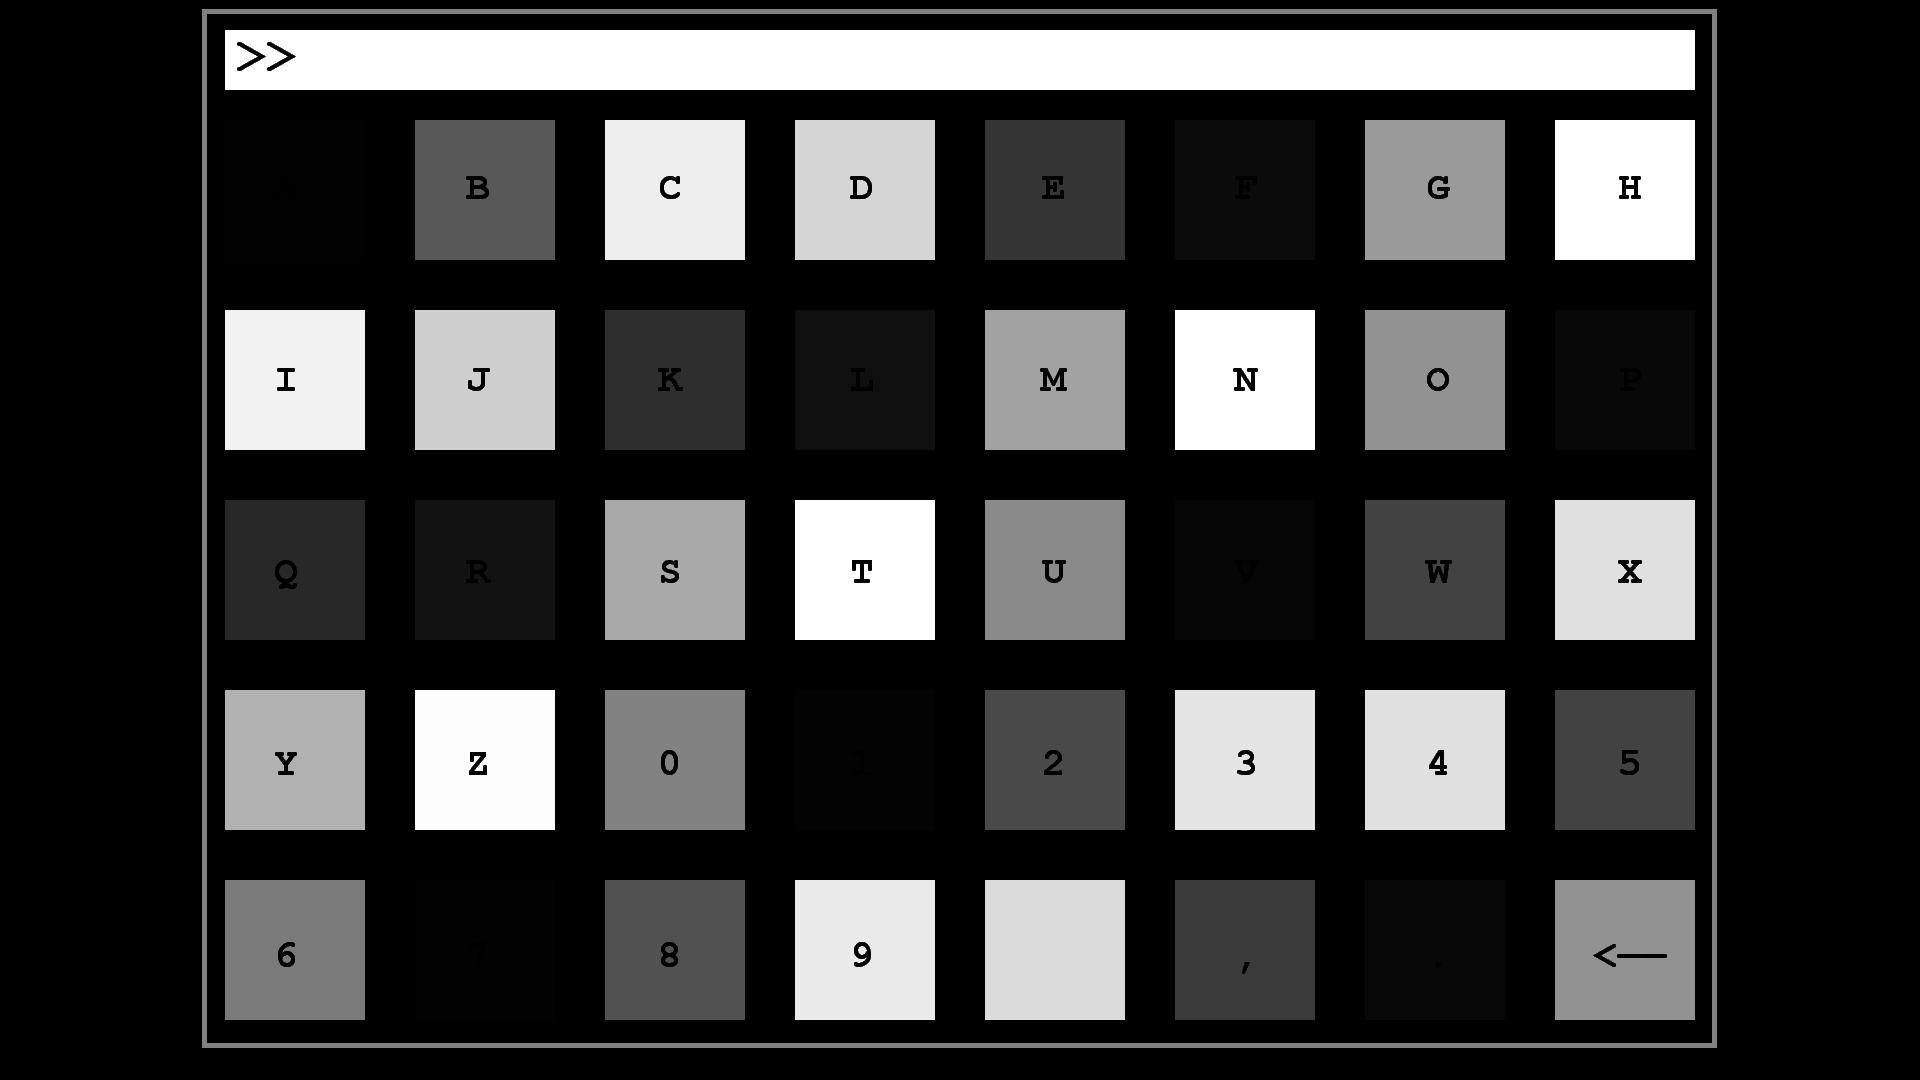 >>
A B C D E F G H
I J K L M N O P
Q R S T U V W X
Y Z 0 1 2 3 4 5
6 7 8 9 , . <—